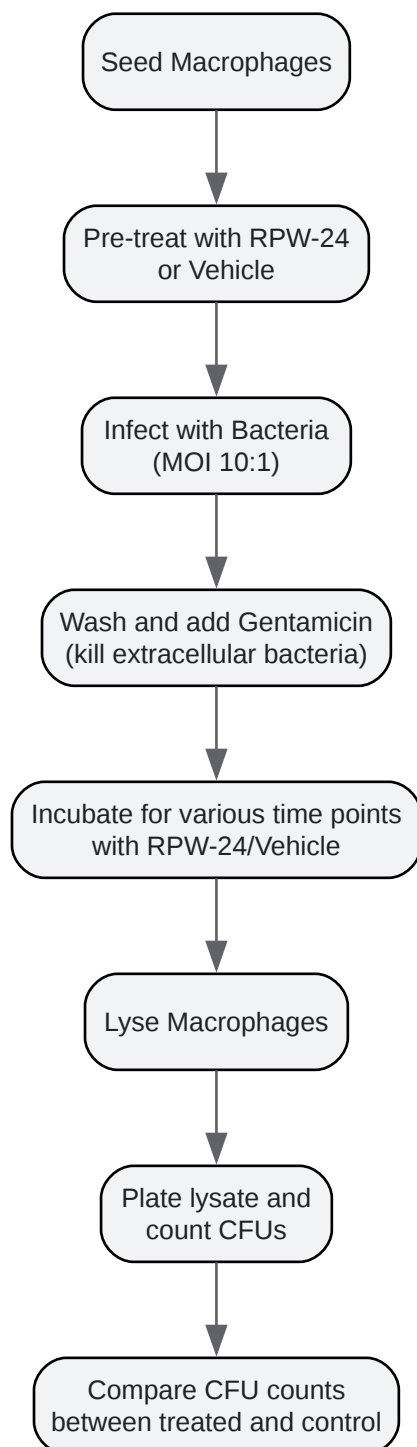 Seed Macrophages
Pre-treat with RPW-24
or Vehicle
Infect with Bacteria
(MOI 10:1)
Wash and add Gentamicin
(kill extracellular bacteria)
Incubate for various time points
with RPW-24/Vehicle
Lyse Macrophages
Plate lysate and
count CFUs
Compare CFU counts
between treated and control